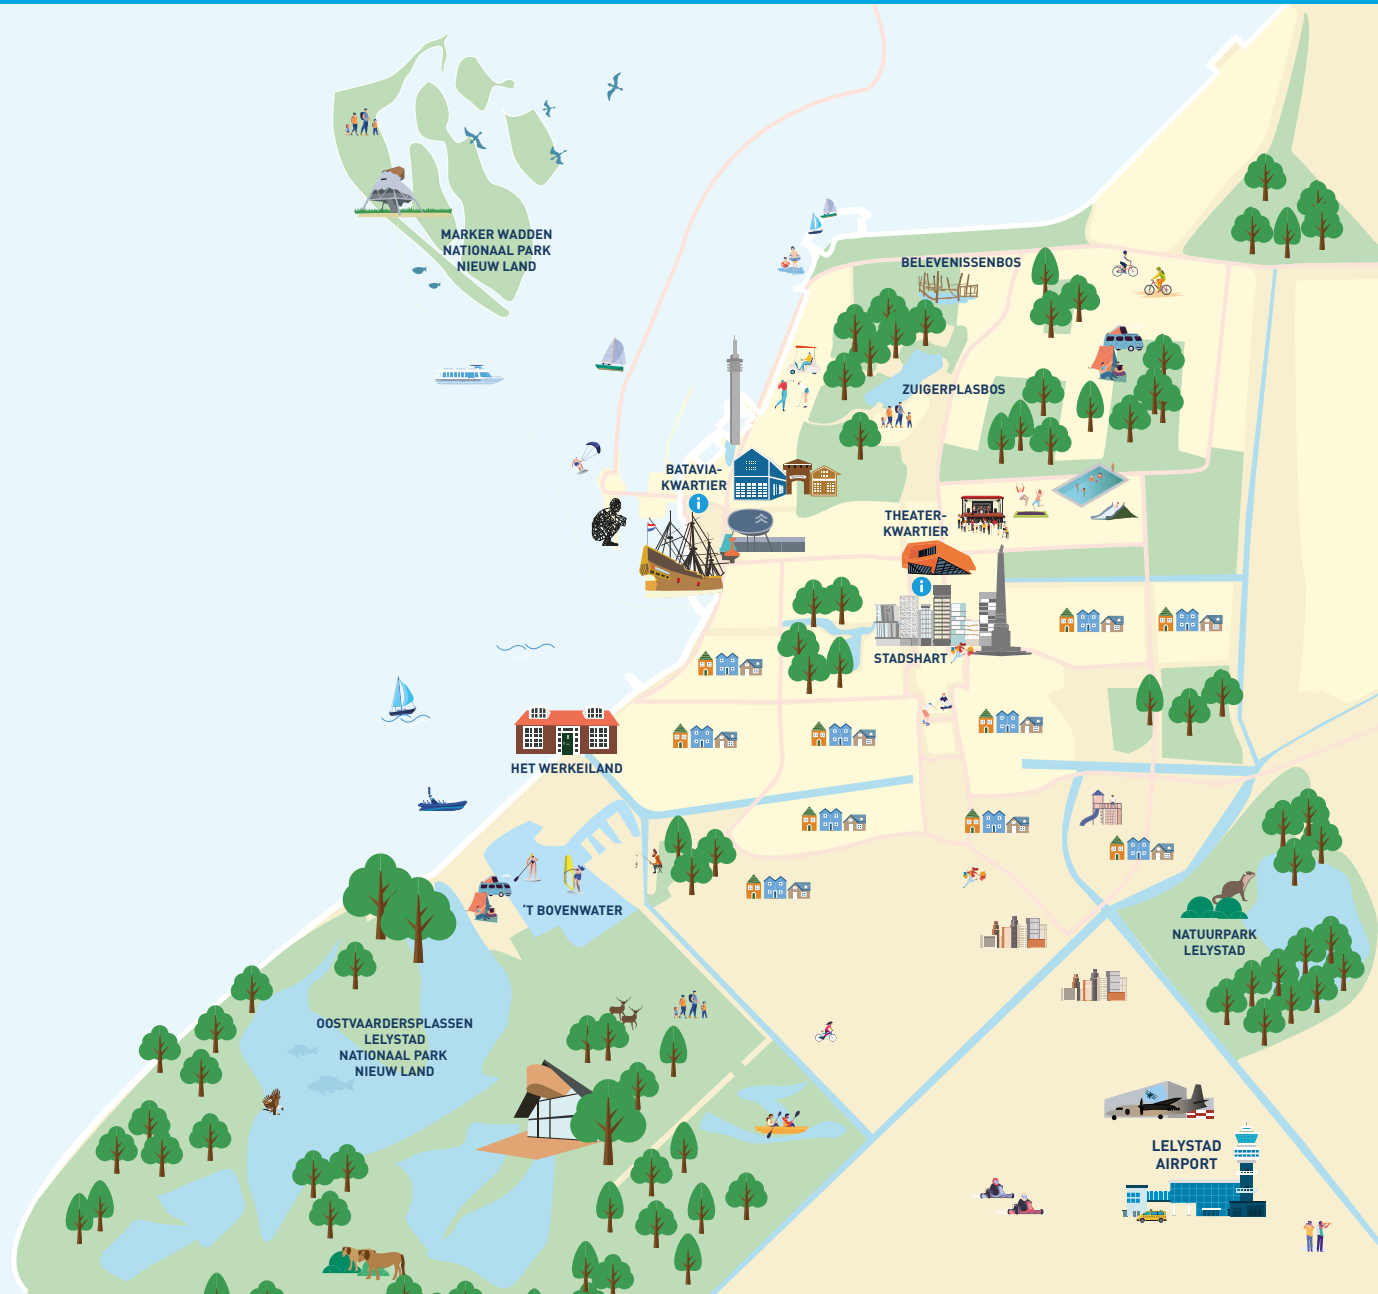 MARKER WADDEN
NATIONAAL PARK
NIEUW LAND
BELEVENISSENBOS
ZUIGERPLASBOS
BATAVIA-
KWARTIER
i
THEATER-
KWARTIER
i
STADSHART
HET WERKEILAND
'T BOVENWATER
NATUURPARK
LELYSTAD
OOSTVAARDERSPLASSEN
LELYSTAD
NATIONAAL PARK
NIEUW LAND
LELYSTAD
AIRPORT